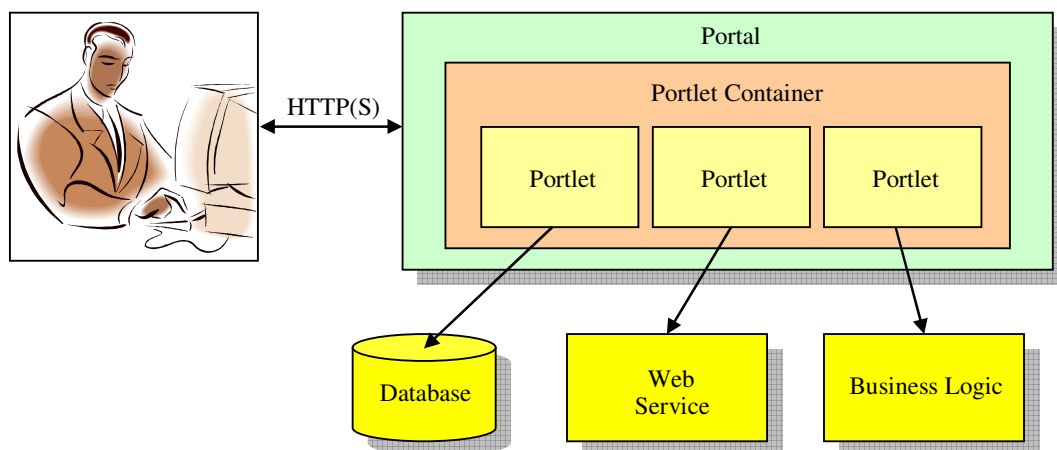 Portal
Portlet Container
HTTP(S)
Portlet
Portlet
Portlet
Database
Web
Service
Business Logic